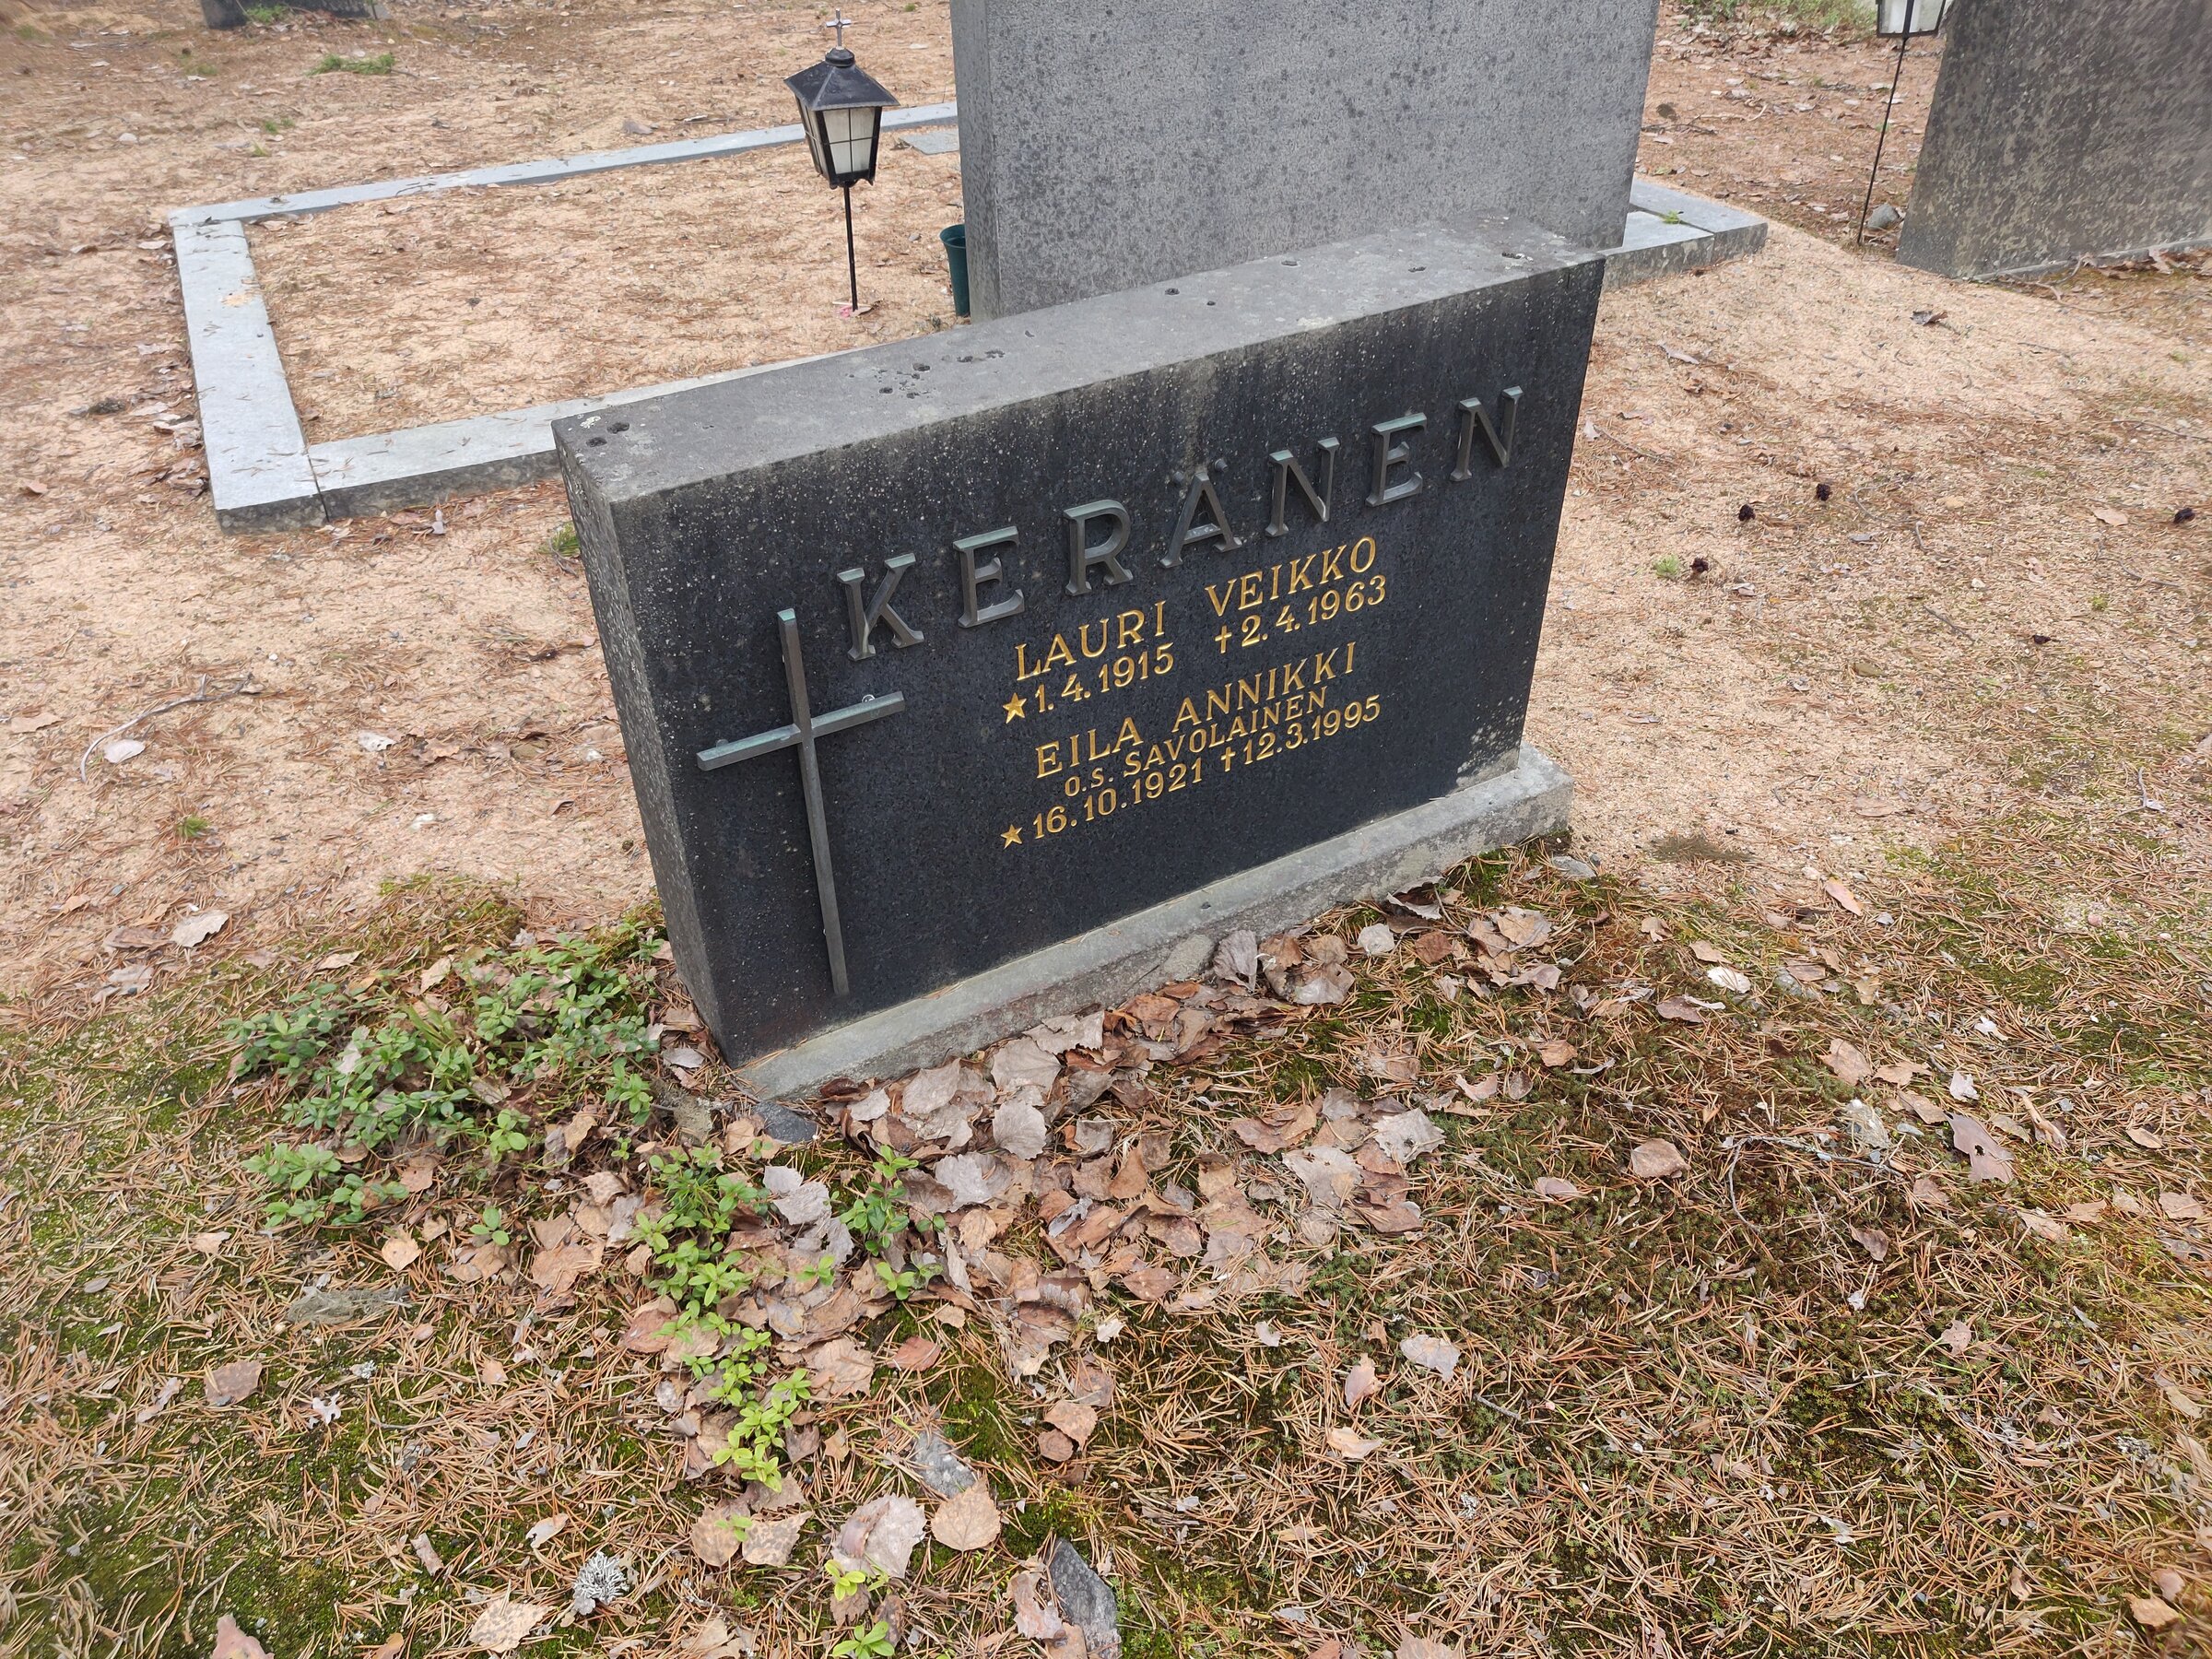 KERÄNEN
LAURI VEIKKO
★1.4.1915 ✝2.4.1963
EILA ANNIKKI
O.S. SAVOLAINEN
★16.10.1921 ✝12.3.1995